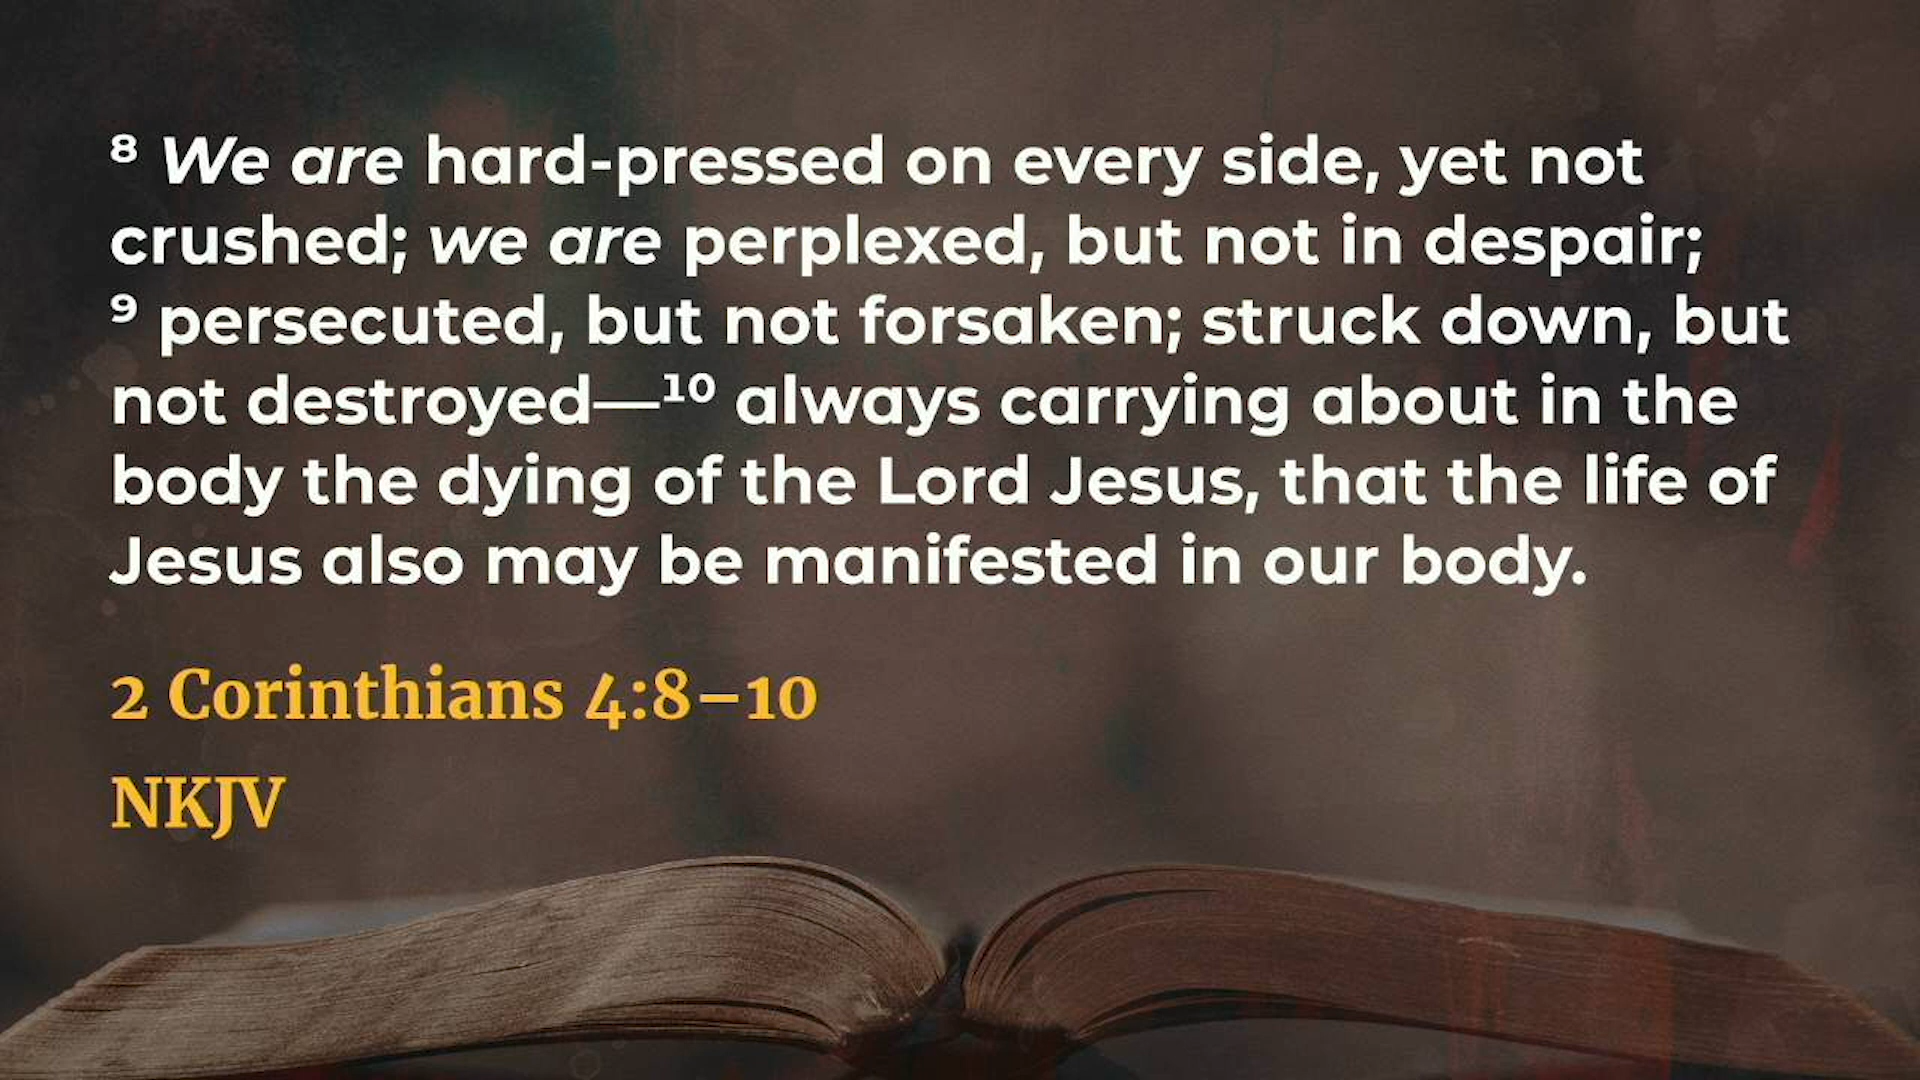 ⁸ We are hard-pressed on every side, yet not
crushed; we are perplexed, but not in despair;
⁹ persecuted, but not forsaken; struck down, but
not destroyed—¹⁰ always carrying about in the
body the dying of the Lord Jesus, that the life of
Jesus also may be manifested in our body.
2 Corinthians 4:8–10
NKJV